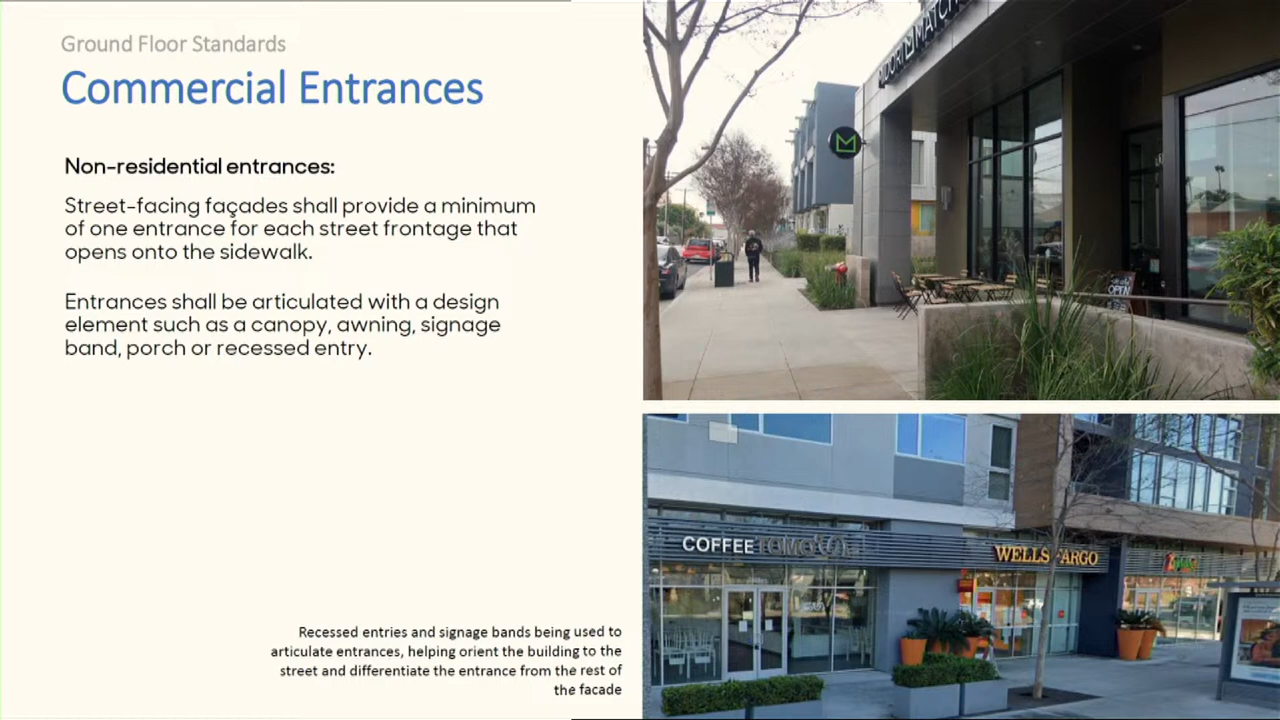 Ground Floor Standards
Commercial Entrances
Non-residential entrances:
Street-facing façades shall provide a minimum
of one entrance for each street frontage that
opens onto the sidewalk.
Entrances shall be articulated with a design
element such as a canopy, awning, signage
band, porch or recessed entry.
Recessed entries and signage bands being used to
articulate entrances, helping orient the building to the
street and differentiate the entrance from the rest of
the facade
OPEN
COFFEE
WELLS FARGO